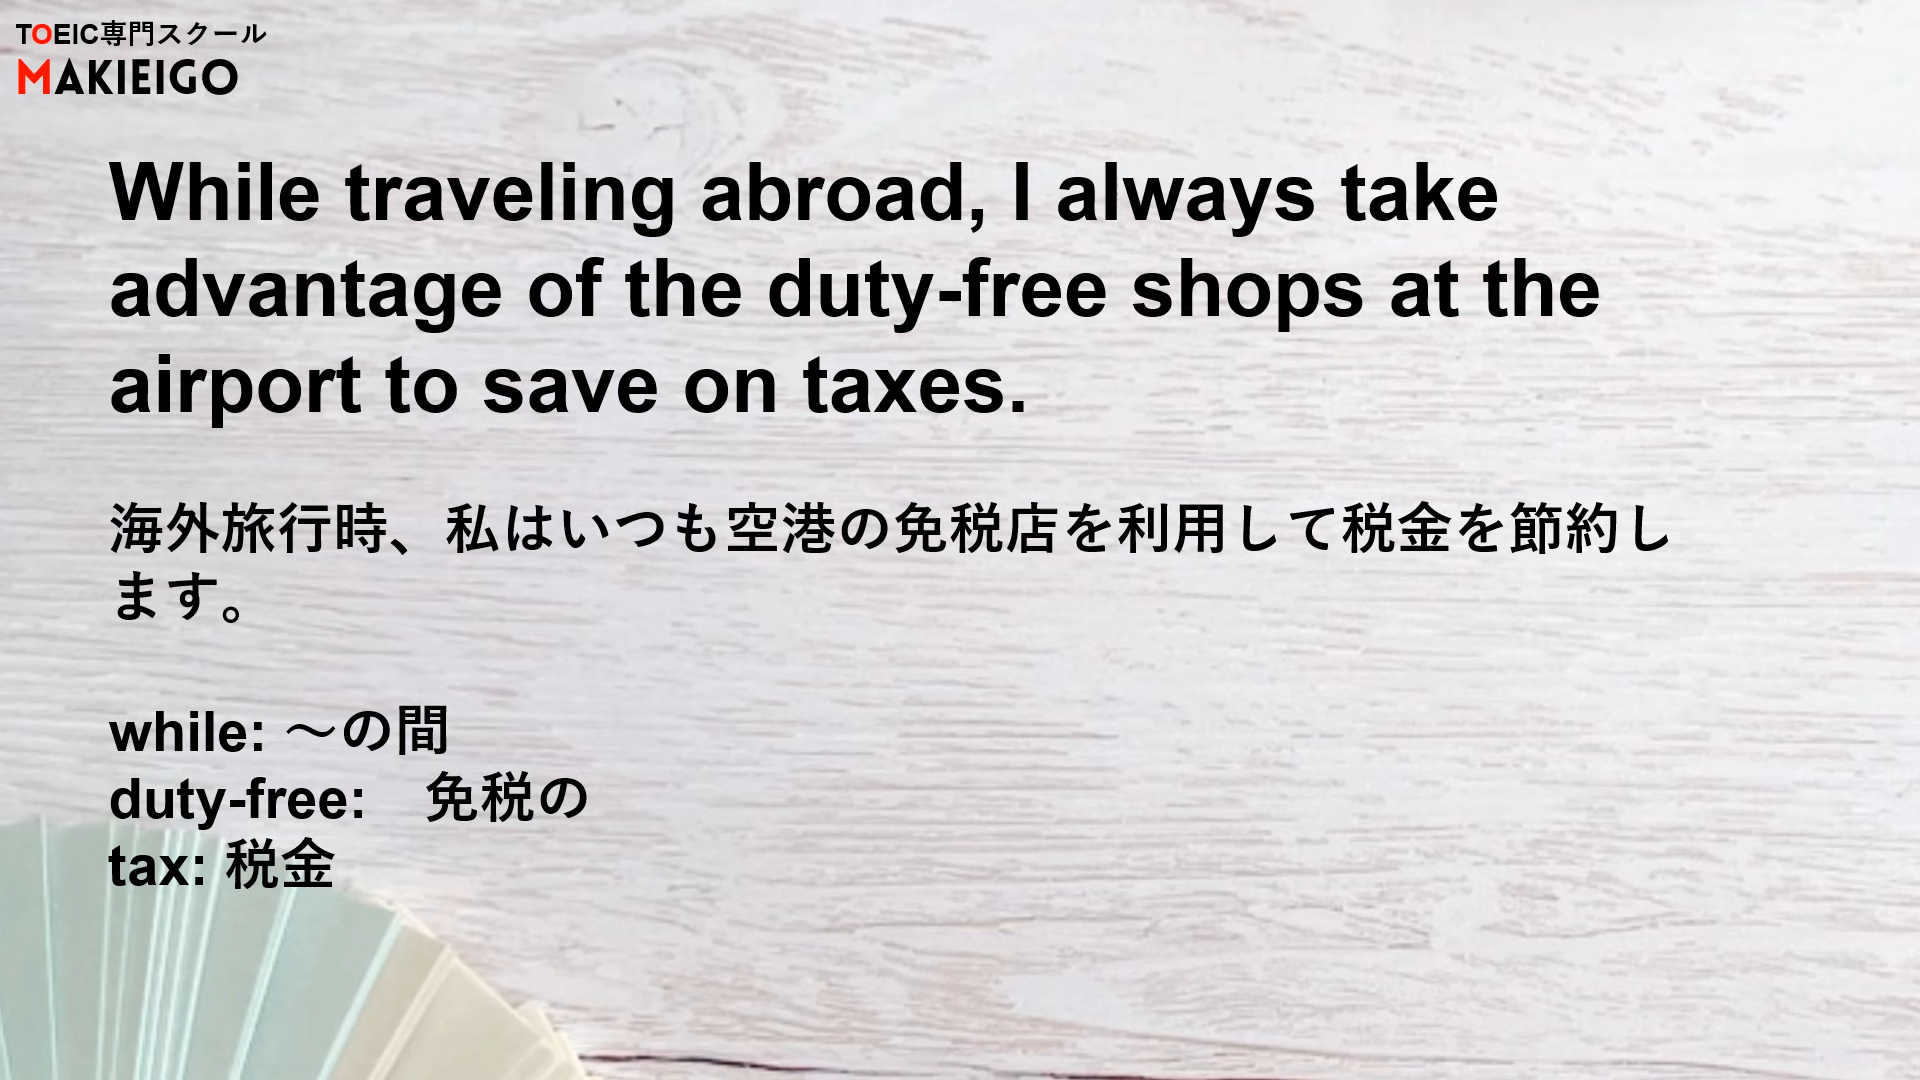 TOEIC専門スクール
MAKIEIGO
While traveling abroad, I always take
advantage of the duty-free shops at the
airport to save on taxes.
海外旅行時、私はいつも空港の免税店を利用して税金を節約し
ます。
while: ～の間
duty-free:　免税の
tax: 税金